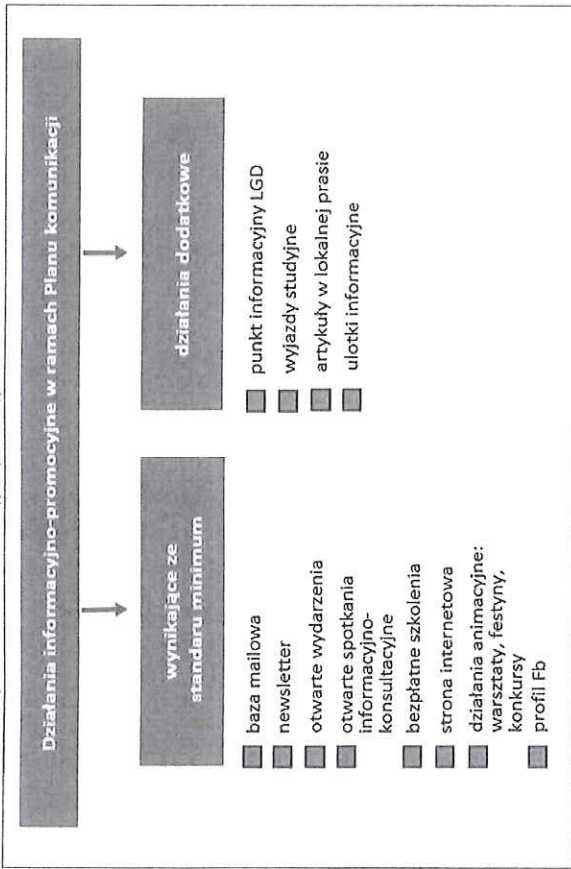 Działania informacyjno-promocyjne w ramach Planu komunikacji
wynikające ze
standaru minimum
baza mailowa
newsletter
otwarte wydarzenia
otwarte spotkania
informacyjno-
konsultacyjne
bezpłatne szkolenia
strona internetowa
działania animacyjne:
warsztaty, festyny,
konkursy
profil Fb
działania dodatkowe
punkt informacyjny LGD
wyjazdy studyjne
artykuły w lokalnej prasie
ulotki informacyjne